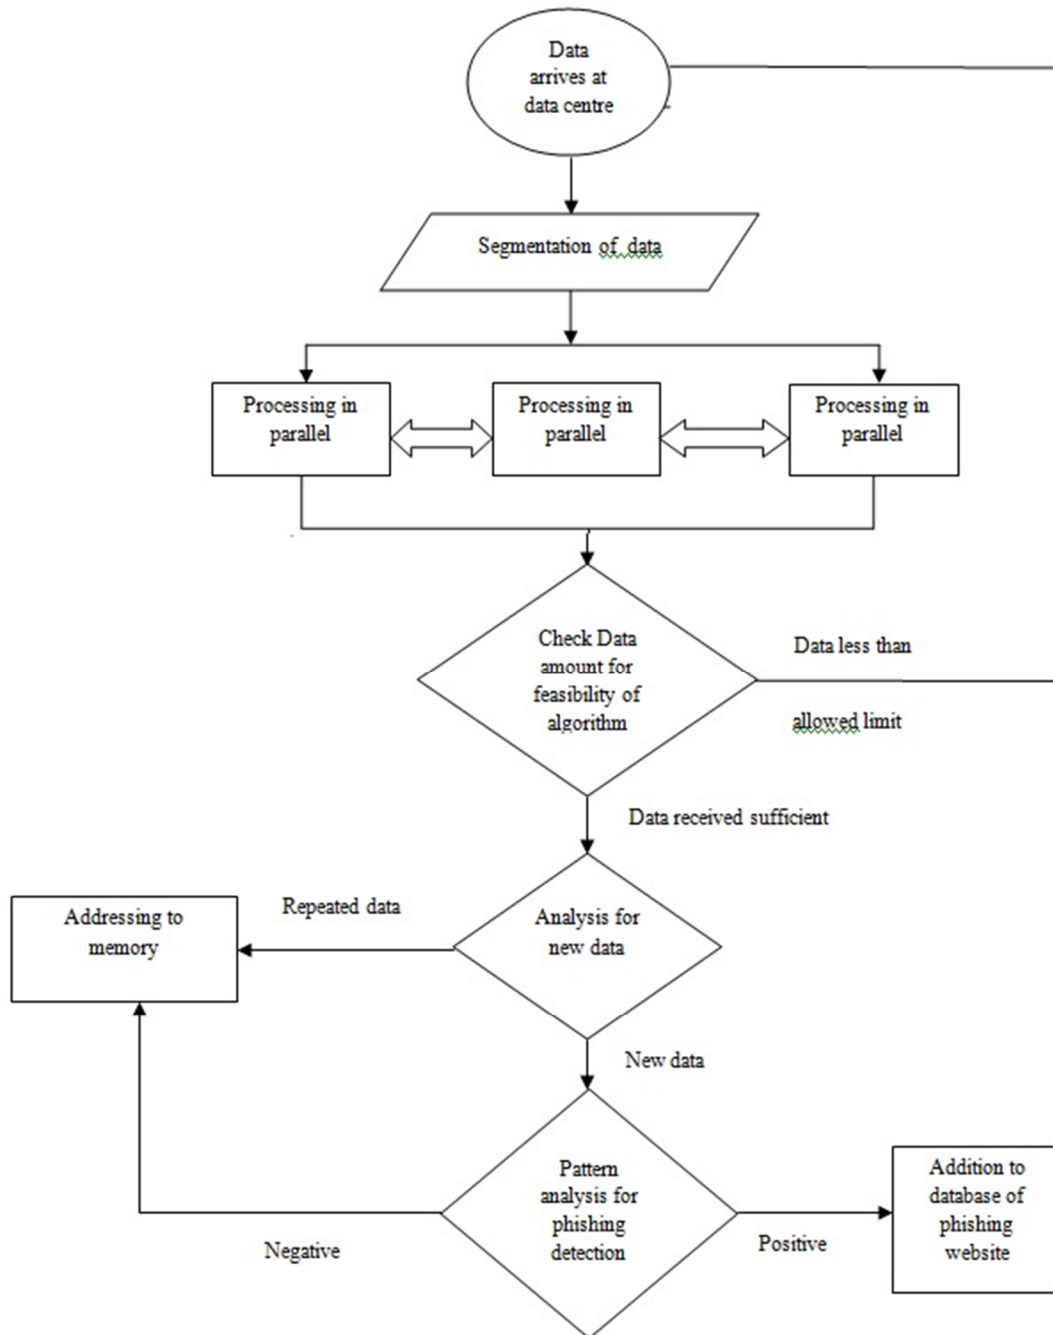 Data
arrives at
data centre
Segmentation of data
Processing in
parallel
Processing in
parallel
Processing in
parallel
Check Data
amount for
feasibility of
algorithm
Data less than
allowed limit
Data received sufficient
Addressing to
memory
Repeated data
Analysis for
new data
New data
Pattern
analysis for
phishing
detection
Negative
Positive
Addition to
database of
phishing
website